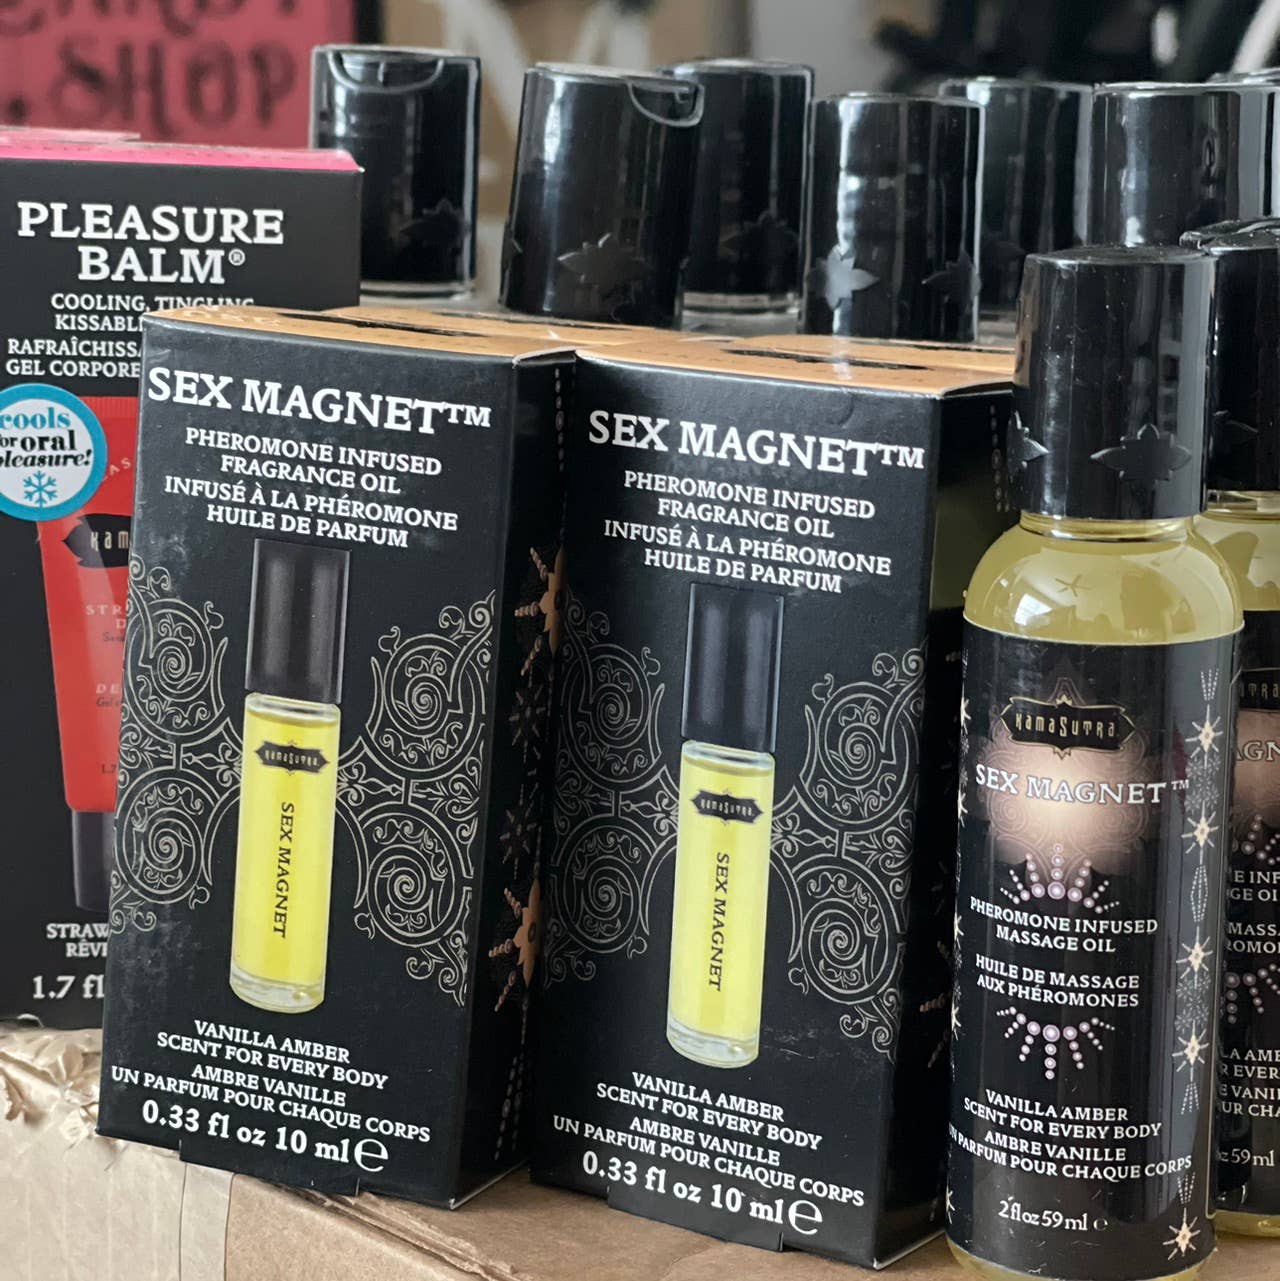 SHOP
PLEASURE
BALM®
COOLING, TINGLING
GEL
cools
for oral
pleasure!
1.7 fl
SEX MAGNET™
PHEROMONE INFUSED
FRAGRANCE OIL
INFUSÉ À LA PHÉROMONE
HUILE DE PARFUM
KAMASUTRA
SEX MAGNET
VANILLA AMBER
SCENT FOR EVERY BODY
AMBRE VANILLE
UN PARFUM POUR CHAQUE CORPS
0.33 fl oz 10 ml ℮
SEX MAGNET™
PHEROMONE INFUSED
FRAGRANCE OIL
INFUSÉ À LA PHÉROMONE
HUILE DE PARFUM
KAMASUTRA
SEX MAGNET
VANILLA AMBER
SCENT FOR EVERY BODY
AMBRE VANILLE
UN PARFUM POUR CHAQUE CORPS
0.33 fl oz 10 ml ℮
KAMASUTRA
SEX MAGNET™
PHEROMONE INFUSED
MASSAGE OIL
HUILE DE MASSAGE
AUX PHÉROMONES
VANILLA AMBER
SCENT FOR EVERY BODY
AMBRE VANILLE
UN PARFUM POUR CHAQUE CORPS
2 fl oz 59 ml ℮
59 ml